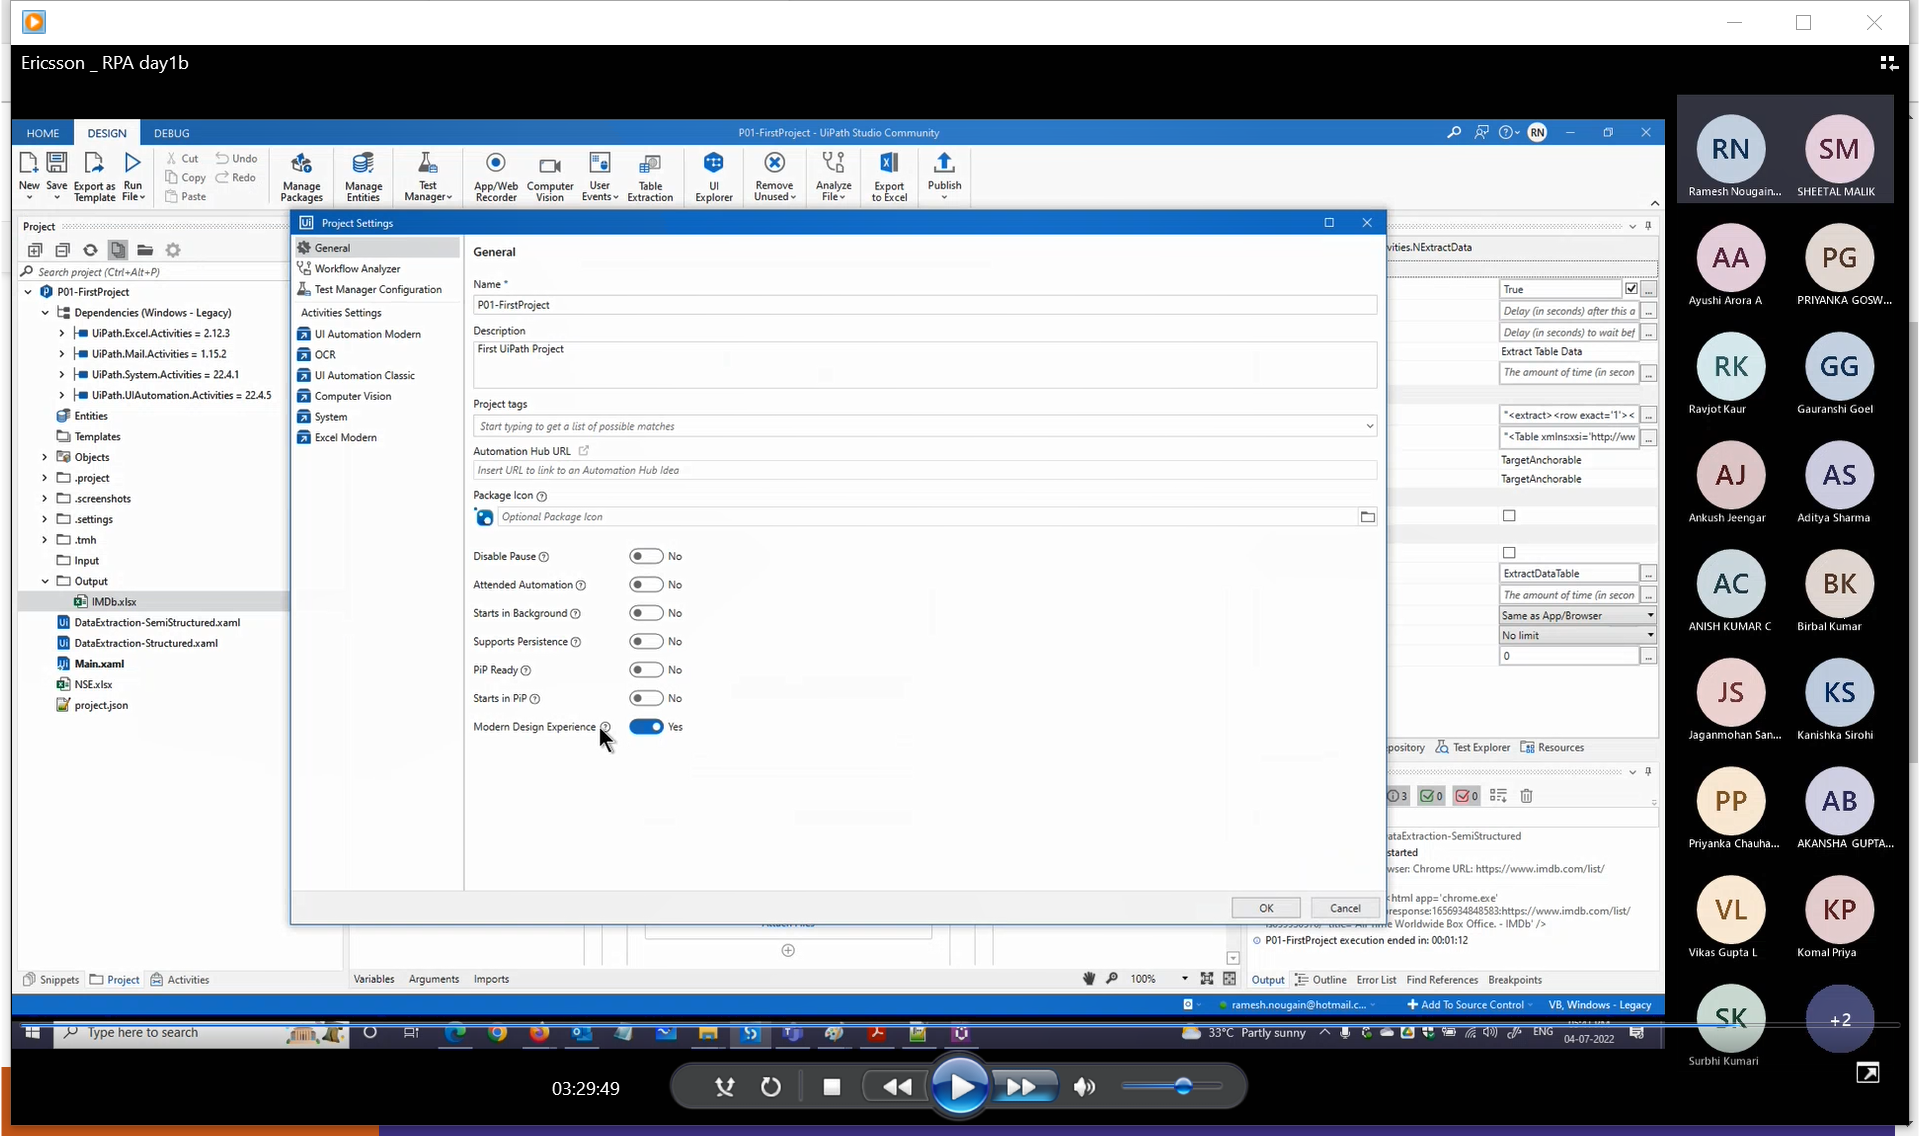 Ericsson _ RPA day1b
HOME DESIGN DEBUG
P01-FirstProject - UiPath Studio Community
RN
New
Save
Export as Template
Run File
Cut
Copy
Paste
Undo
Redo
Manage Packages
Manage Entities
Test Manager
App/Web Recorder
Computer Vision
User Events
Table Extraction
UI Explorer
Remove Unused
Analyze File
Export to Excel
Publish
Project
Search project (Ctrl+Alt+P)
P01-FirstProject
Dependencies (Windows - Legacy)
UiPath.Excel.Activities = 2.12.3
UiPath.Mail.Activities = 1.15.2
UiPath.System.Activities = 22.4.1
UiPath.UIAutomation.Activities = 22.4.5
Entities
Templates
Objects
.project
.screenshots
.settings
.tmh
Input
Output
IMDb.xlsx
DataExtraction-SemiStructured.xaml
DataExtraction-Structured.xaml
Main.xaml
NSE.xlsx
project.json
Snippets Project Activities
Project Settings
General
Workflow Analyzer
Test Manager Configuration
Activities Settings
UI Automation Modern
OCR
UI Automation Classic
Computer Vision
System
Excel Modern
General
Name *
P01-FirstProject
Description
First UiPath Project
Project tags
Start typing to get a list of possible matches
Automation Hub URL
Insert URL to link to an Automation Hub Idea
Package Icon
Optional Package Icon
Disable Pause No
Attended Automation No
Starts in Background No
Supports Persistence No
PiP Ready No
Starts in PiP No
Modern Design Experience Yes
OK Cancel
vities.NExtractData
True
Delay (in seconds) after this a
Delay (in seconds) to wait bef
Extract Table Data
The amount of time (in secon
"<extract><row exact='1'><
"<Table xmlns:xsi='http://ww
TargetAnchorable
TargetAnchorable
ExtractDataTable
The amount of time (in secon
Same as App/Browser
No limit
0
pository Test Explorer Resources
3 0 0
ataExtraction-SemiStructured
started
wser: Chrome URL: https://www.imdb.com/list/
<html app='chrome.exe'
response:1656934848583:https://www.imdb.com/list/
Worldwide Box Office. - IMDb' />
P01-FirstProject execution ended in: 00:01:12
Variables Arguments Imports
100%
Output Outline Error List Find References Breakpoints
ramesh.nougain@hotmail.c...
Add To Source Control
VB, Windows - Legacy
Type here to search
33°C Partly sunny
ENG
04-07-2022
RN
Ramesh Nougain...
SM
SHEETAL MALIK
AA
Ayushi Arora A
PG
PRIYANKA GOSW...
RK
Ravjot Kaur
GG
Gauranshi Goel
AJ
Ankush Jeengar
AS
Aditya Sharma
AC
ANISH KUMAR C
BK
Birbal Kumar
JS
Jaganmohan San...
KS
Kanishka Sirohi
PP
Priyanka Chauha...
AB
AKANSHA GUPTA...
VL
Vikas Gupta L
KP
Komal Priya
SK
Surbhi Kumari
+2
03:29:49